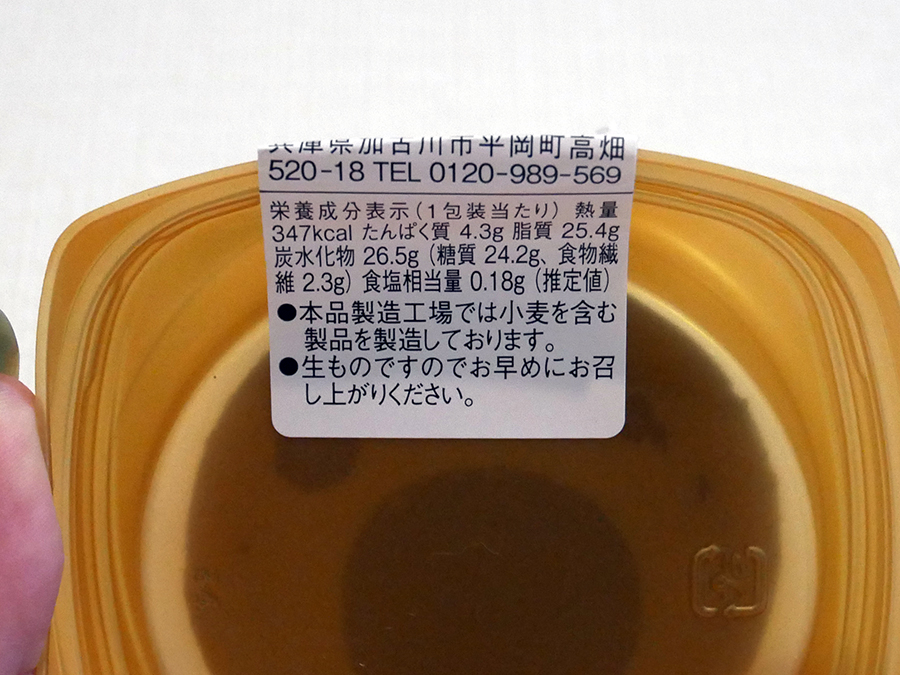 兵庫県加古川市平岡町高畑
520-18 TEL 0120-989-569
栄養成分表示(1包装当たり) 熱量
347kcal たんぱく質 4.3g 脂質 25.4g
炭水化物 26.5g (糖質 24.2g、食物繊
維 2.3g) 食塩相当量 0.18g (推定値)
●本品製造工場では小麦を含む
製品を製造しております。
●生ものですのでお早めにお召
し上がりください。
プラ